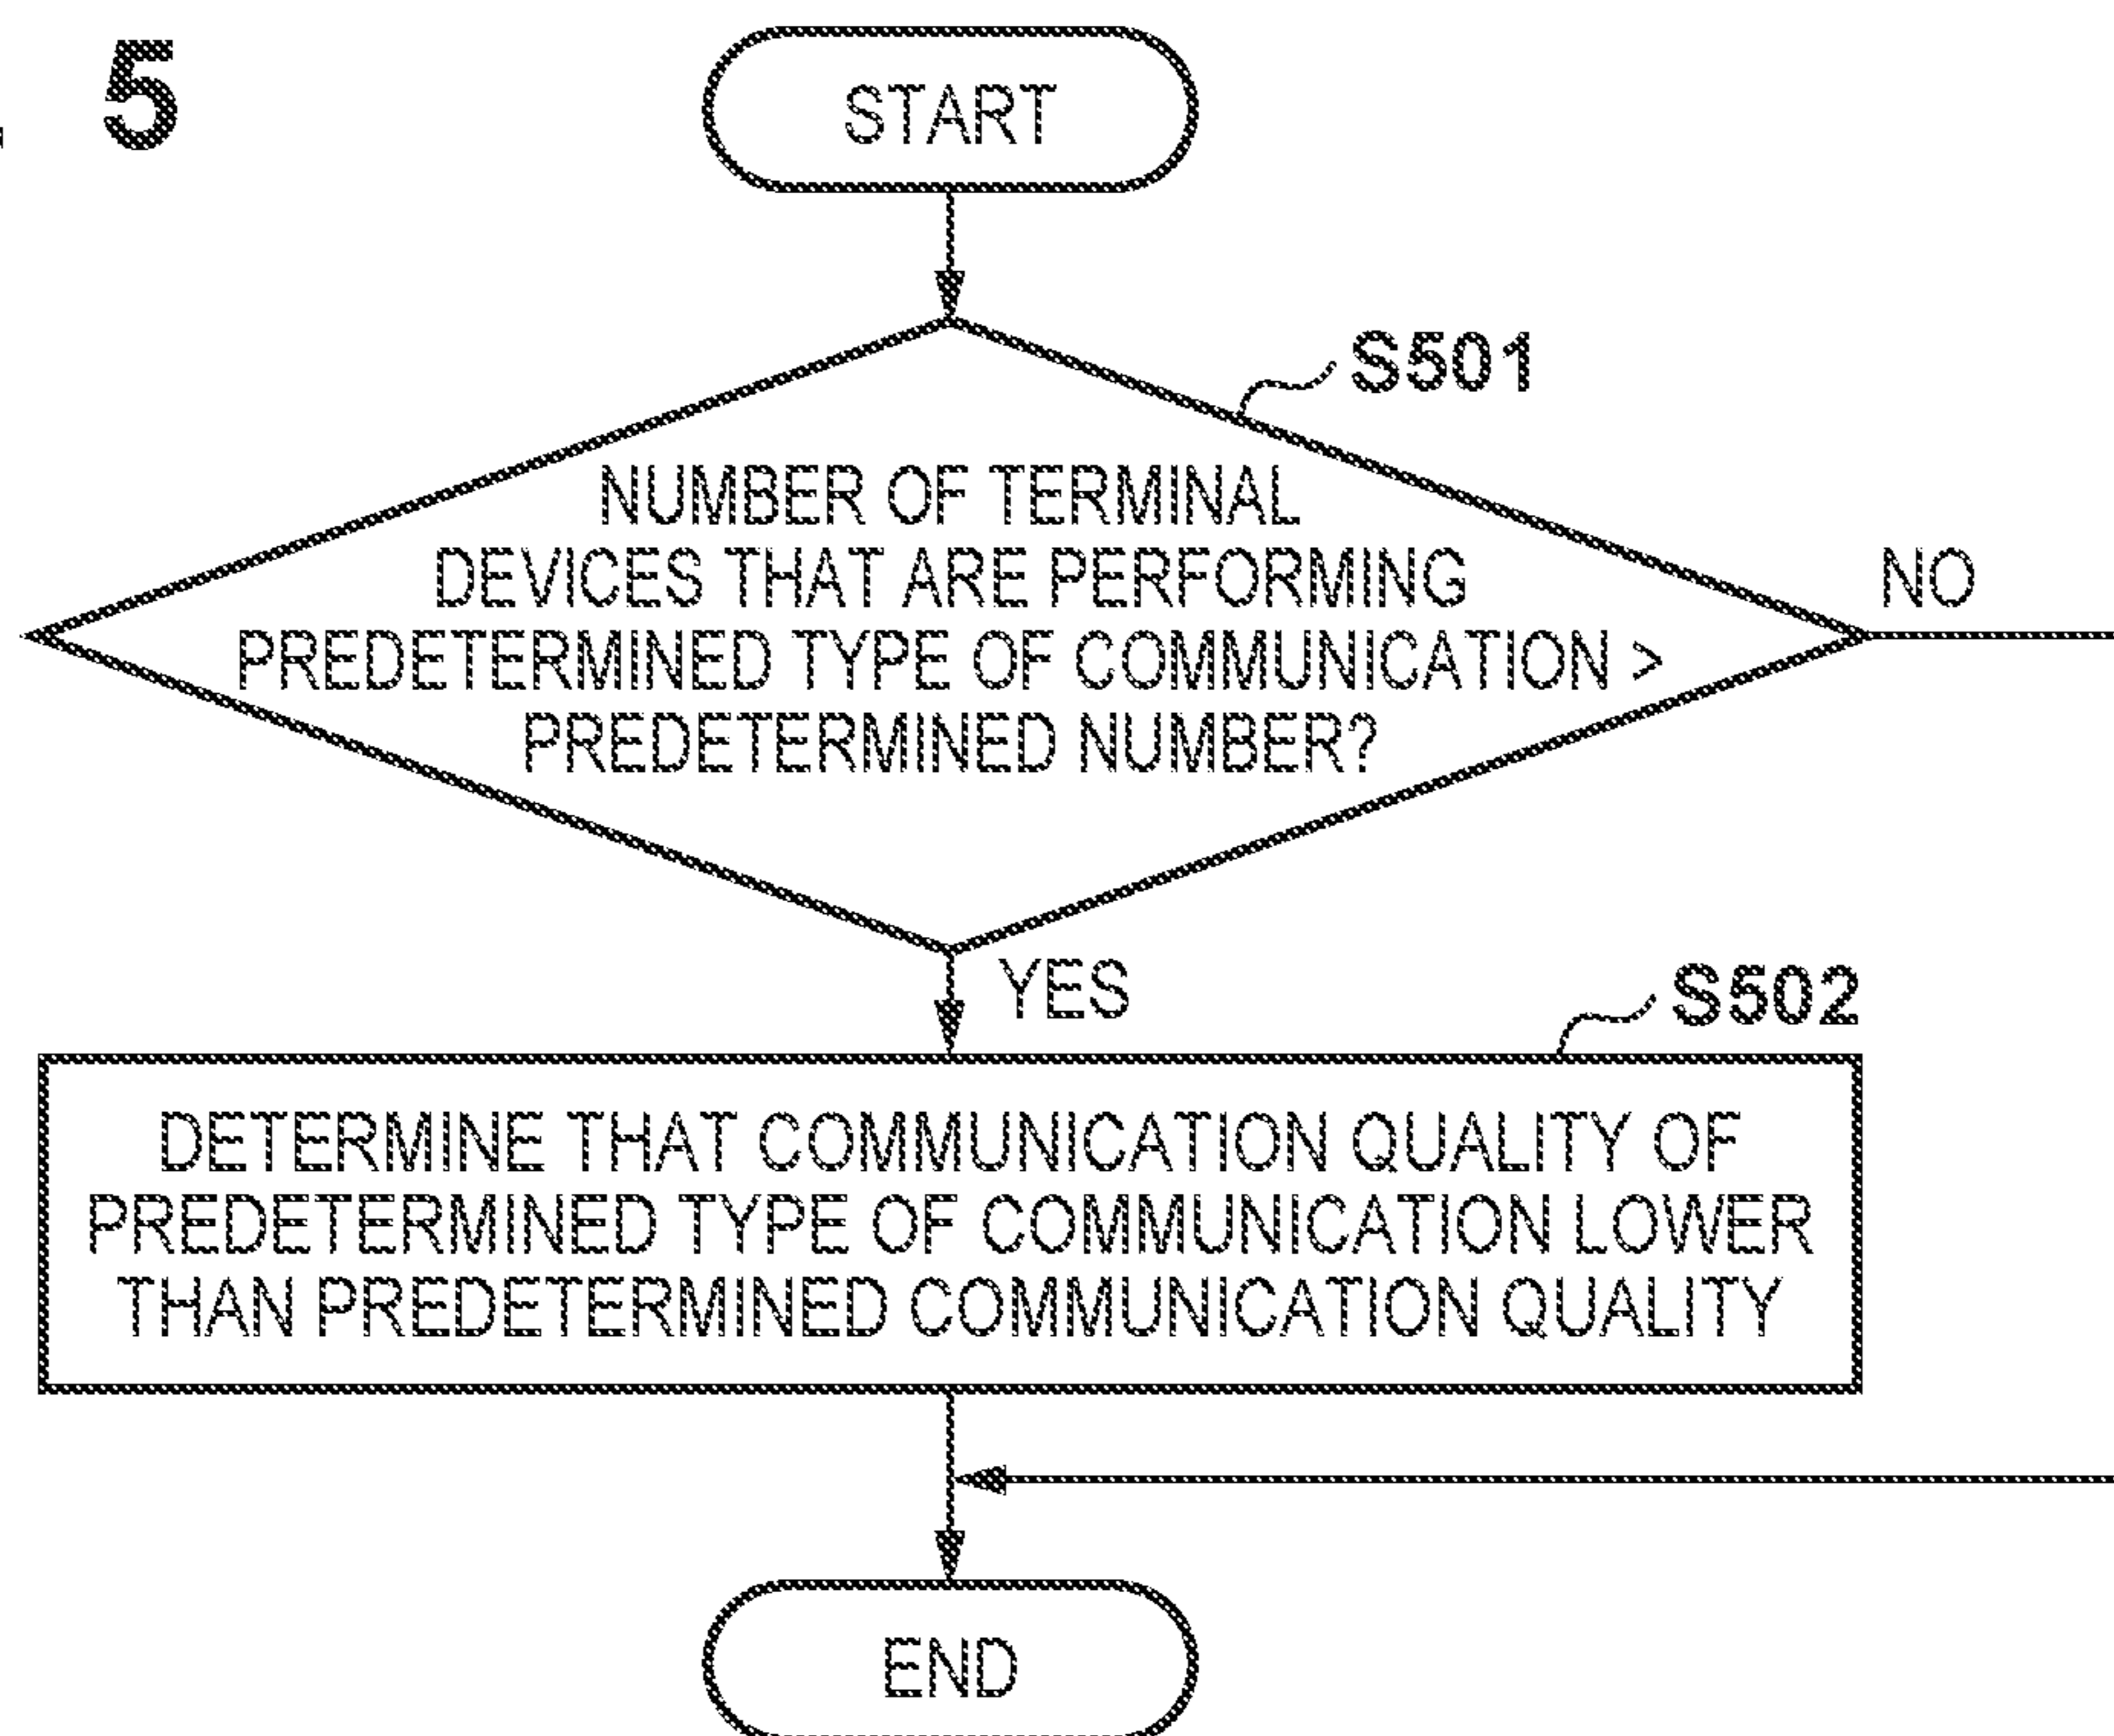 5
START
S501
NUMBER OF TERMINAL
DEVICES THAT ARE PERFORMING
PREDETERMINED TYPE OF COMMUNICATION >
PREDETERMINED NUMBER?
NO
YES
S502
DETERMINE THAT COMMUNICATION QUALITY OF
PREDETERMINED TYPE OF COMMUNICATION LOWER
THAN PREDETERMINED COMMUNICATION QUALITY
END